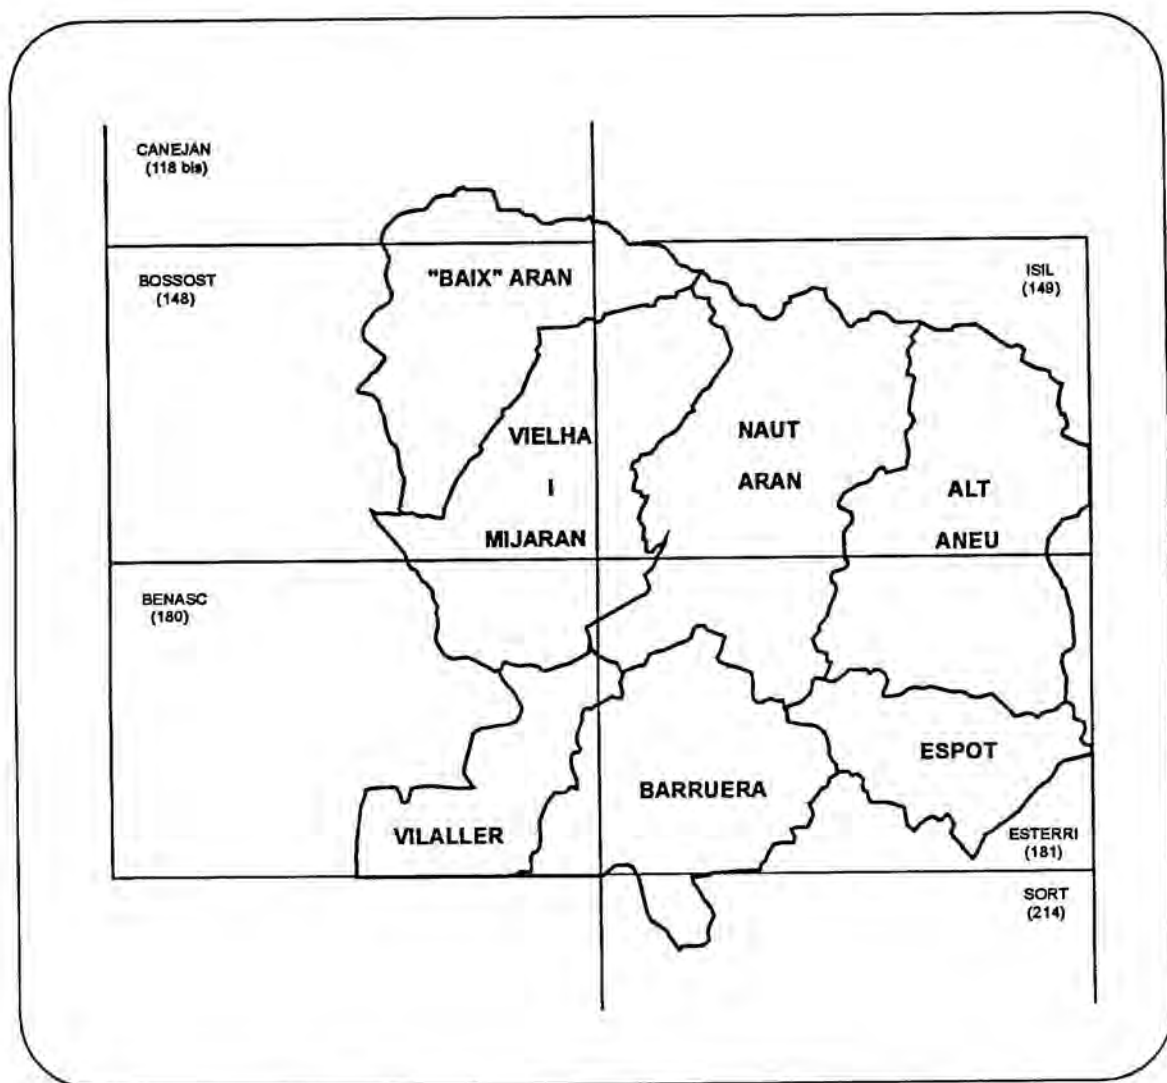 CANEJAN
(118 bis)
BOSSOST
(148)
"BAIX" ARAN
ISIL
(149)
VIELHA
I
MIJARAN
NAUT
ARAN
ALT
ANEU
BENASC
(180)
ESPOT
BARRUERA
VILALLER
ESTERRI
(181)
SORT
(214)